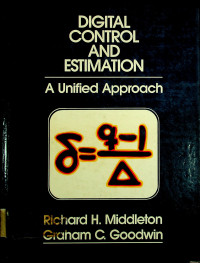 DIGITAL
CONTROL
AND
ESTIMATION
A Unified Approach
δ = q-1 / Δ
Richard H. Middleton
Graham C. Goodwin